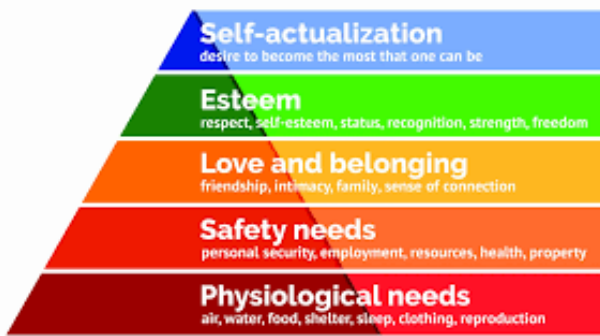 Self-actualization
desire to become the most that one can be
Esteem
respect, self-esteem, status, recognition, strength, freedom
Love and belonging
friendship, intimacy, family, sense of connection
Safety needs
personal security, employment, resources, health, property
Physiological needs
air, water, food, shelter, sleep, clothing, reproduction